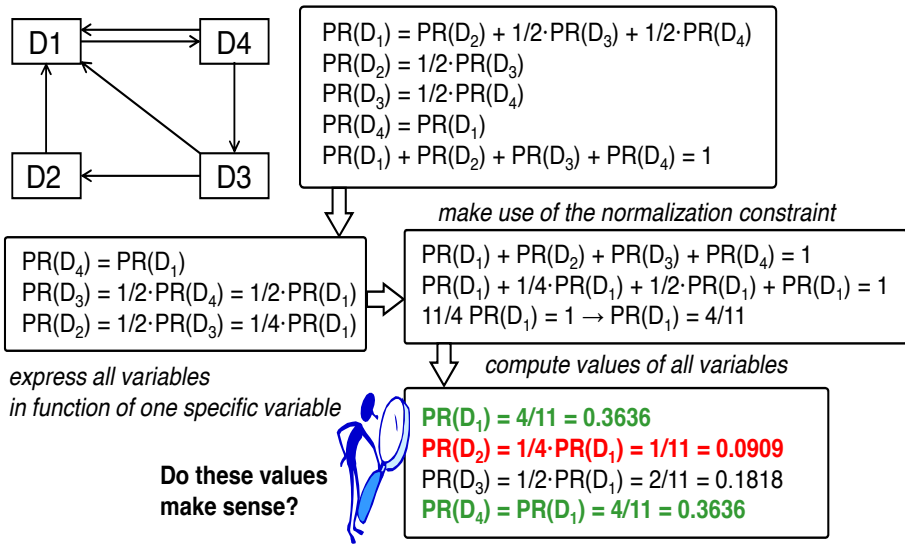 D1
D4
D2
D3
PR(D₁) = PR(D₂) + 1/2·PR(D₃) + 1/2·PR(D₄)
PR(D₂) = 1/2·PR(D₃)
PR(D₃) = 1/2·PR(D₄)
PR(D₄) = PR(D₁)
PR(D₁) + PR(D₂) + PR(D₃) + PR(D₄) = 1
make use of the normalization constraint
PR(D₄) = PR(D₁)
PR(D₃) = 1/2·PR(D₄) = 1/2·PR(D₁)
PR(D₂) = 1/2·PR(D₃) = 1/4·PR(D₁)
PR(D₁) + PR(D₂) + PR(D₃) + PR(D₄) = 1
PR(D₁) + 1/4·PR(D₁) + 1/2·PR(D₁) + PR(D₁) = 1
11/4 PR(D₁) = 1 → PR(D₁) = 4/11
express all variables
in function of one specific variable
compute values of all variables
PR(D₁) = 4/11 = 0.3636
PR(D₂) = 1/4·PR(D₁) = 1/11 = 0.0909
PR(D₃) = 1/2·PR(D₁) = 2/11 = 0.1818
PR(D₄) = PR(D₁) = 4/11 = 0.3636
Do these values
make sense?